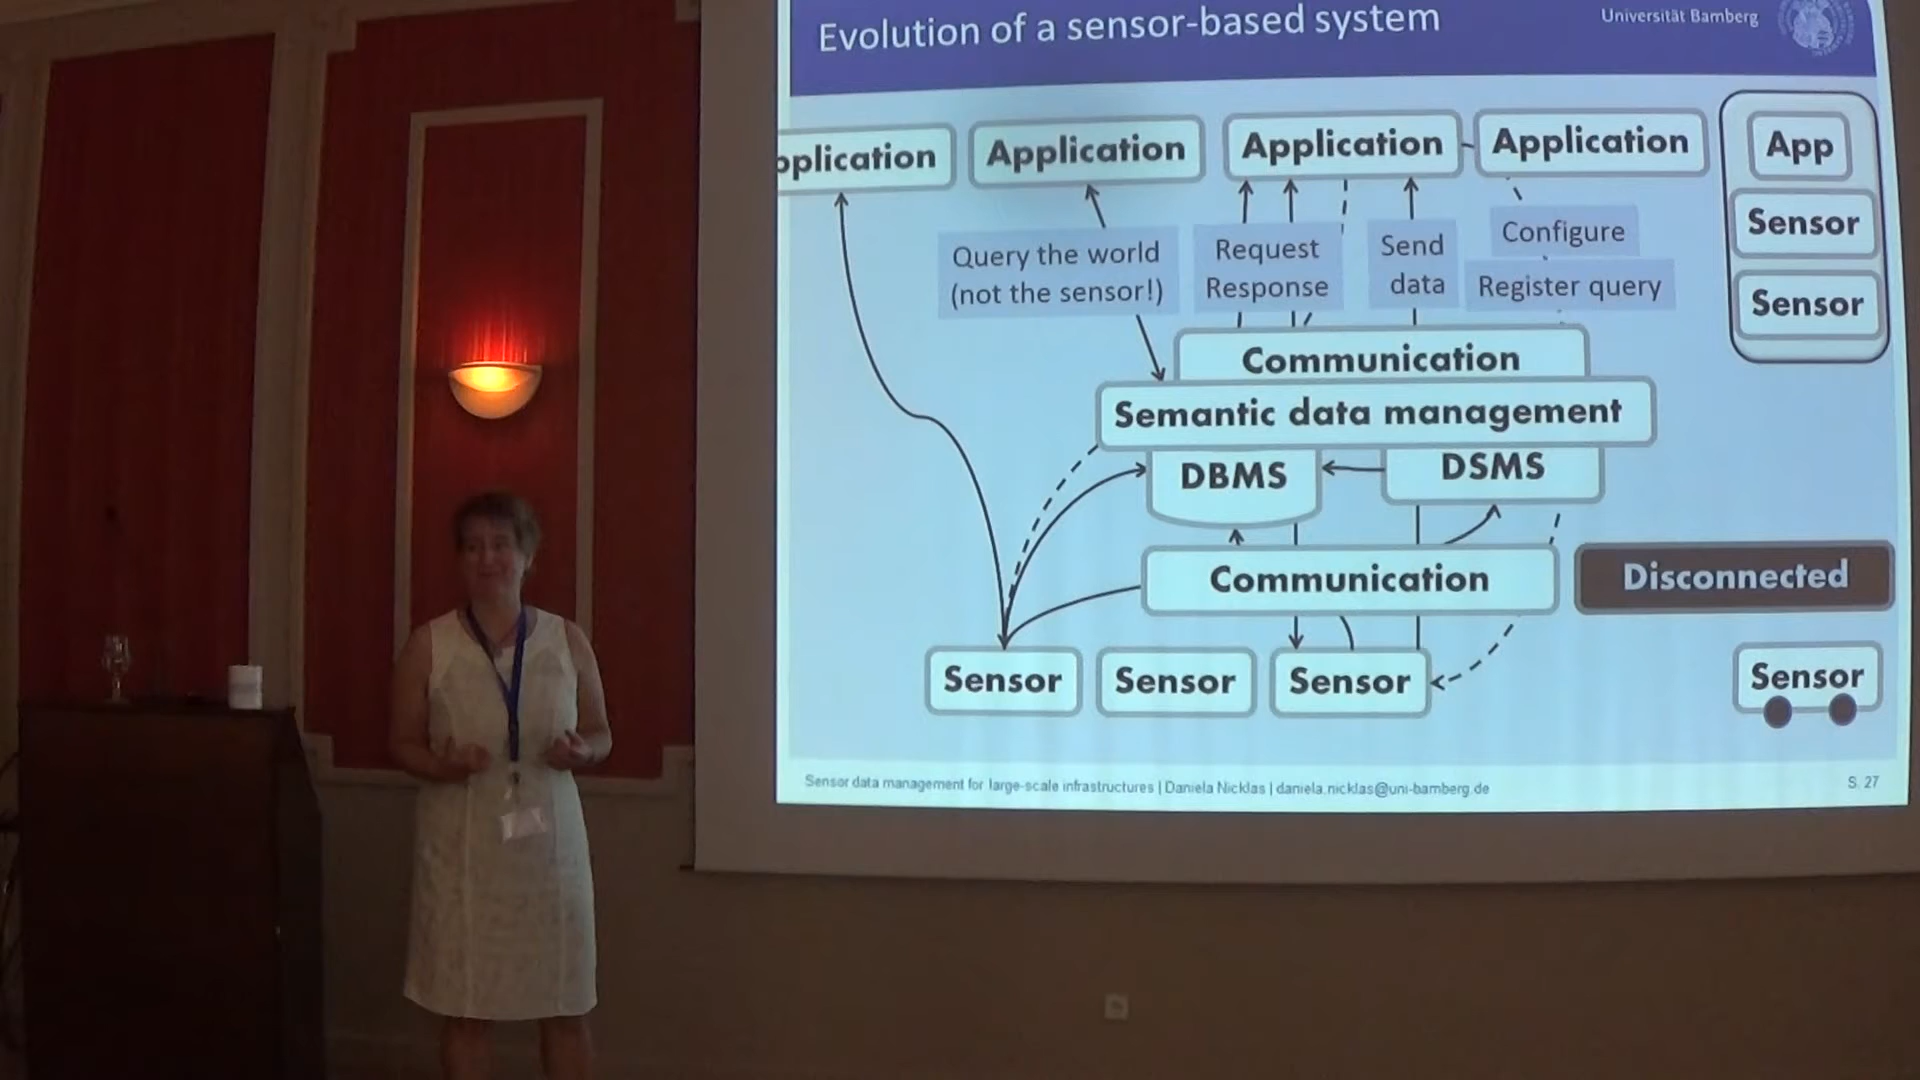 Evolution of a sensor-based system
Universität Bamberg
pplication
Application
Application
Application
App
Sensor
Sensor
Query the world
(not the sensor!)
Request
Response
Send
data
Configure
Register query
Communication
Semantic data management
DBMS
DSMS
Communication
Disconnected
Sensor
Sensor
Sensor
Sensor
Sensor data management for large-scale infrastructures | Daniela Nicklas | daniela.nicklas@uni-bamberg.de
S. 27